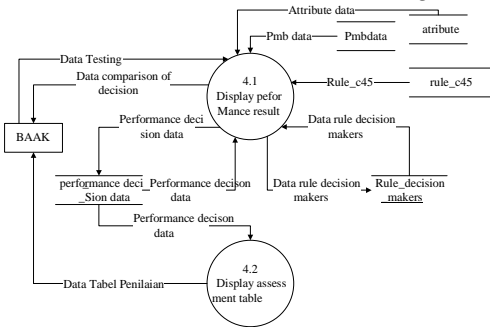 Attribute data
Pmb data
Pmbdata
atribute
Data Testing
Data comparison of
decision
4.1
Display pefor
Mance result
Rule_c45
rule_c45
BAAK
Performance deci
sion data
Data rule decision
makers
performance deci
_Sion data
Performance decision
data
Data rule decision
makers
Rule_decision_
makers
Performance decison
data
4.2
Display assess
ment table
Data Tabel Penilaian